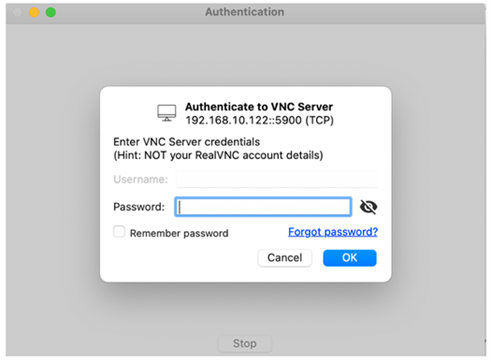 Authentication
Authenticate to VNC Server
192.168.10.122::5900 (TCP)
Enter VNC Server credentials
(Hint: NOT your RealVNC account details)
Username:
Password:
Remember password
Forgot password?
Cancel
OK
Stop